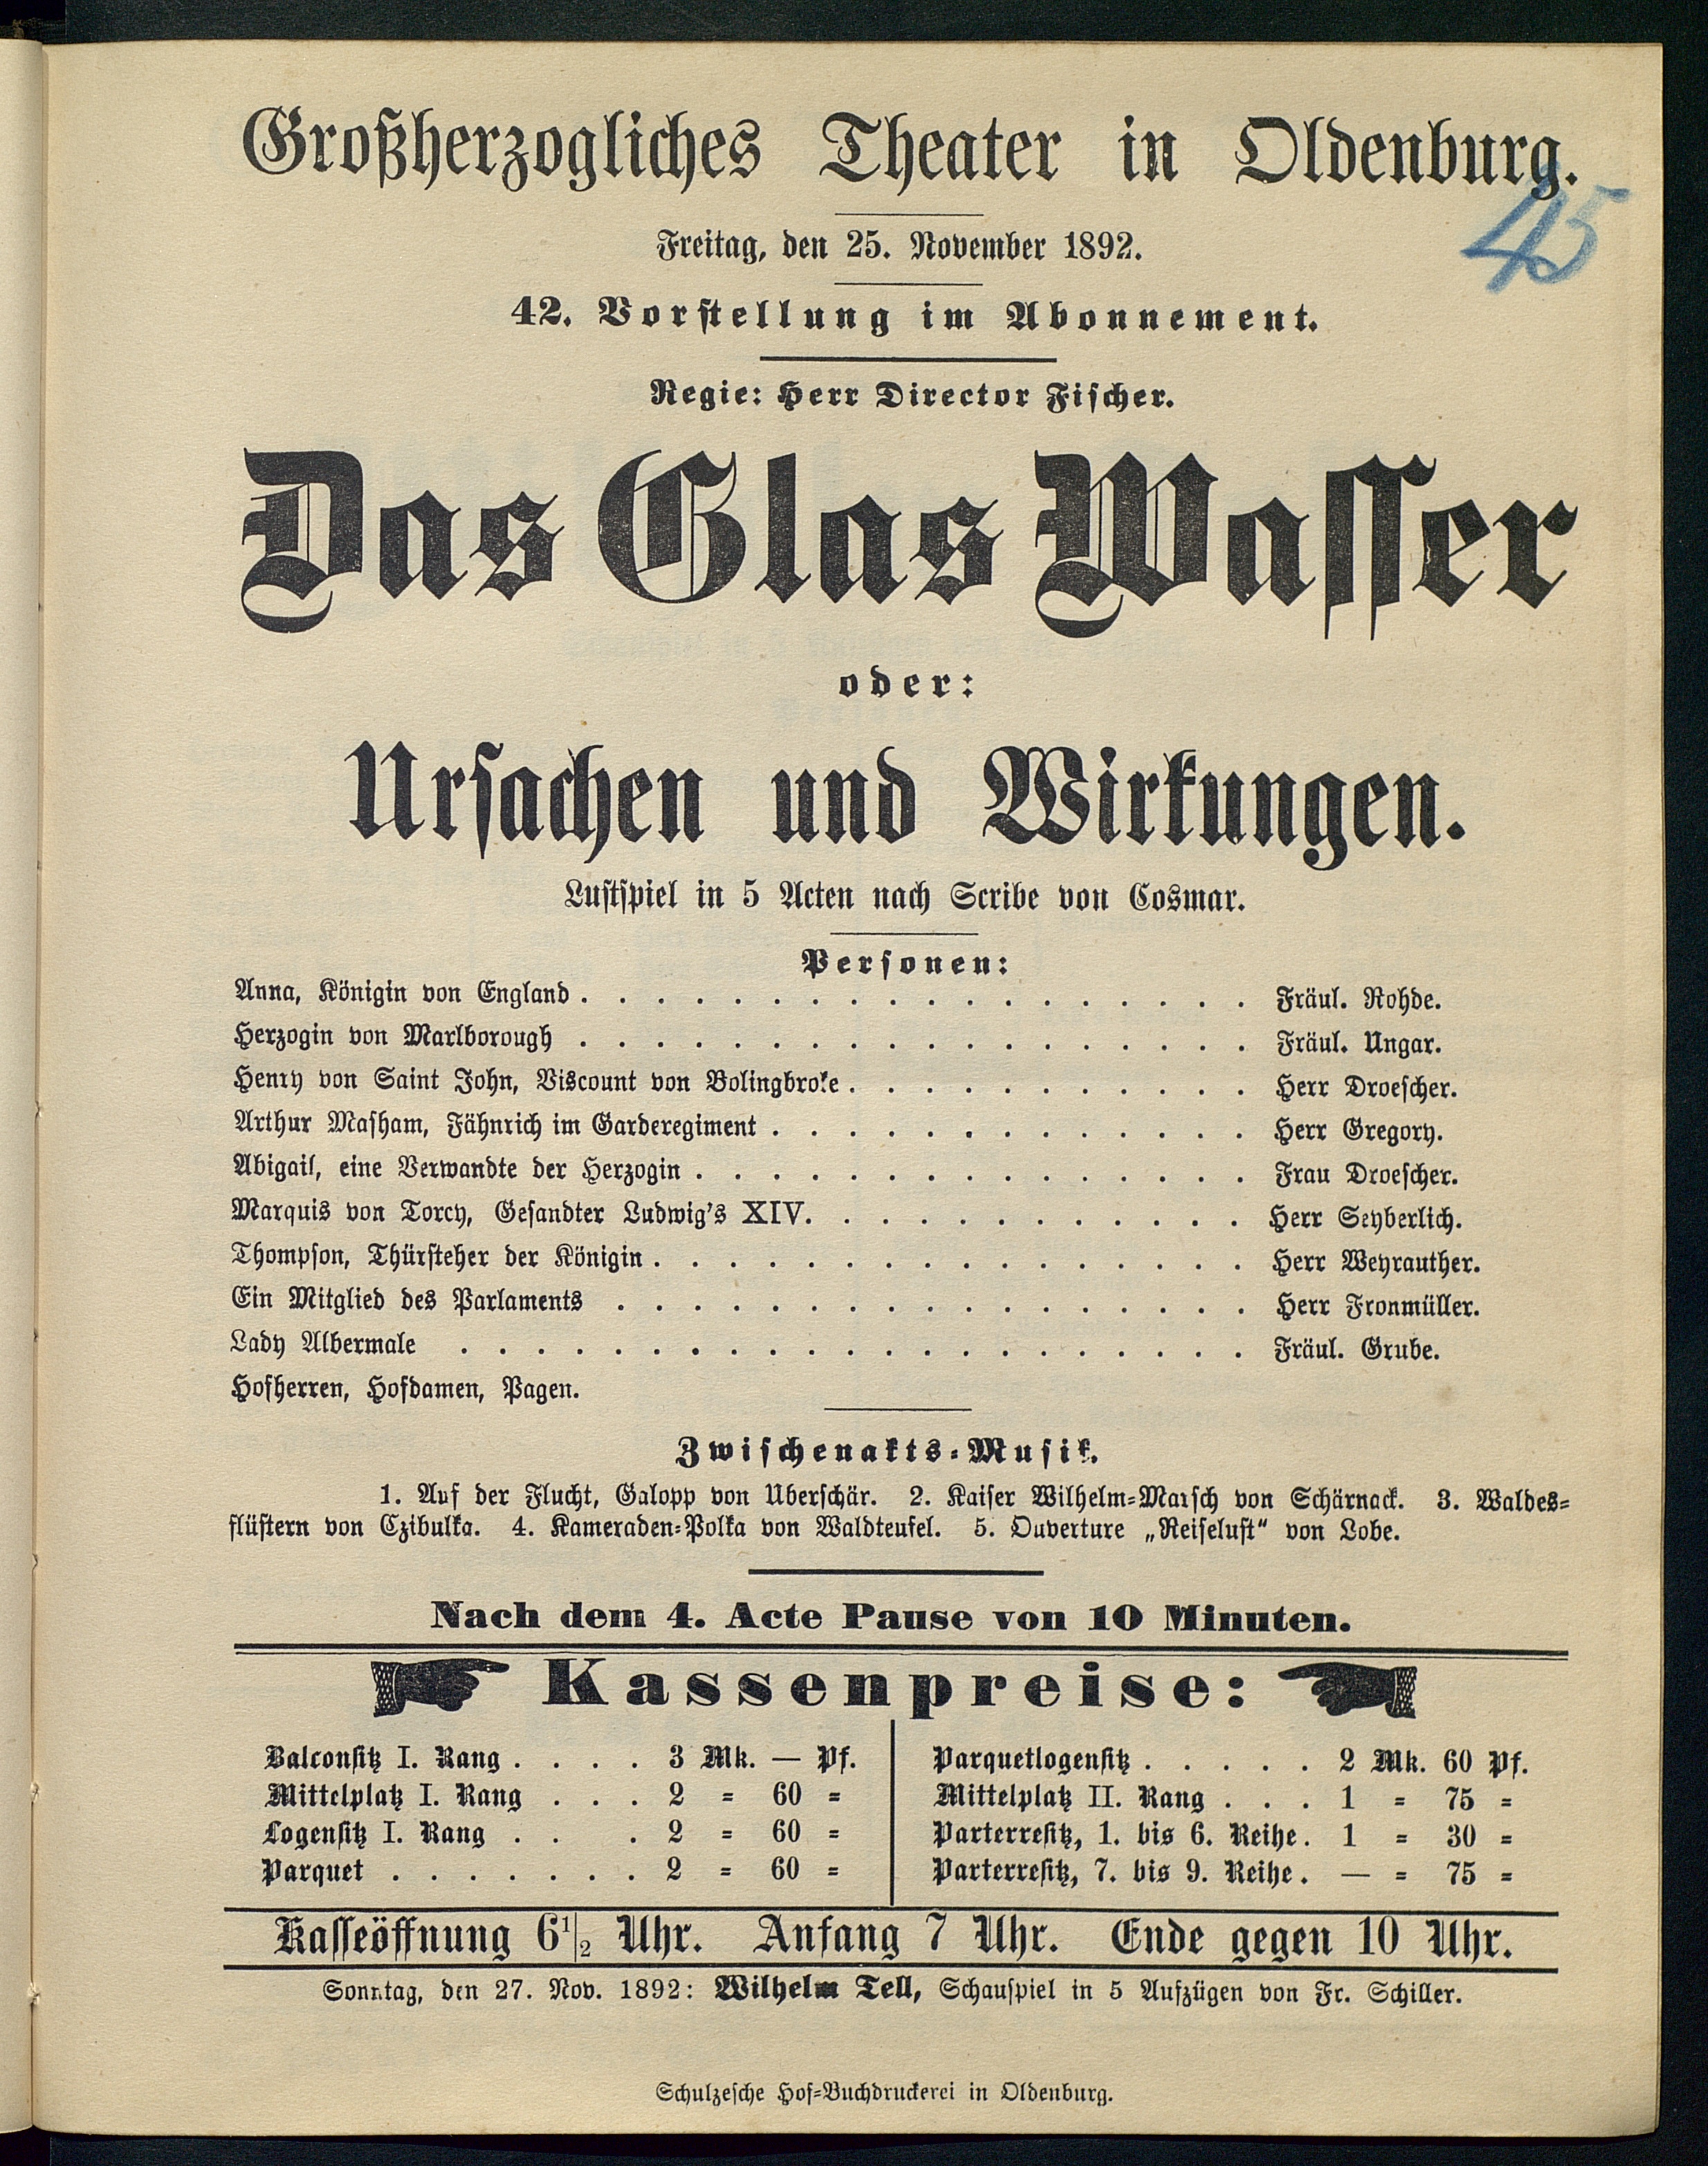 Großherzogliches Theater in Oldenburg.
45
Freitag, den 25. November 1892.
42. Vorstellung im Abonnement.
Regie: Herr Director Fischer.
Das Glas Wasser
oder:
Ursachen und Wirkungen.
Lustspiel in 5 Acten nach Scribe von Cosmar.
Personen:
Anna, Königin von England . . . . . . . . . . . . . . . . . . Fräul. Rohde.
Herzogin von Marlborough . . . . . . . . . . . . . . . . . . Fräul. Ungar.
Henry von Saint John, Viscount von Bolingbroke . . . . . . . . . . . Herr Droescher.
Arthur Masham, Fähnrich im Garderegiment . . . . . . . . . . . . . Herr Gregory.
Abigail, eine Verwandte der Herzogin . . . . . . . . . . . . . . . Frau Droescher.
Marquis von Torcy, Gesandter Ludwig's XIV. . . . . . . . . . . . . Herr Seyberlich.
Thompson, Thürsteher der Königin . . . . . . . . . . . . . . . . Herr Weyrauther.
Ein Mitglied des Parlaments . . . . . . . . . . . . . . . . . Herr Fronmüller.
Lady Albermale . . . . . . . . . . . . . . . . . . . . . Fräul. Grube.
Hofherren, Hofdamen, Pagen.
Zwischenakts-Musik.
1. Auf der Flucht, Galopp von Uberschär. 2. Kaiser Wilhelm-Marsch von Schärnack. 3. Waldes-
flüstern von Czibulka. 4. Kameraden-Polka von Waldteufel. 5. Ouverture „Reiselust“ von Lobe.
Nach dem 4. Acte Pause von 10 Minuten.
Kassenpreise:
Balconsitz I. Rang . . . . 3 Mk. — Pf.
Mittelplatz I. Rang . . . 2 = 60 =
Logensitz I. Rang . . . 2 = 60 =
Parquet . . . . . . . 2 = 60 =
Parquetlogensitz . . . . . 2 Mk. 60 Pf.
Mittelplatz II. Rang . . . 1 = 75 =
Parterresitz, 1. bis 6. Reihe. 1 = 30 =
Parterresitz, 7. bis 9. Reihe. — = 75 =
Kasseöffnung 6 1/2 Uhr. Anfang 7 Uhr. Ende gegen 10 Uhr.
Sonntag, den 27. Nov. 1892: Wilhelm Tell, Schauspiel in 5 Aufzügen von Fr. Schiller.
Schulzesche Hof-Buchdruckerei in Oldenburg.